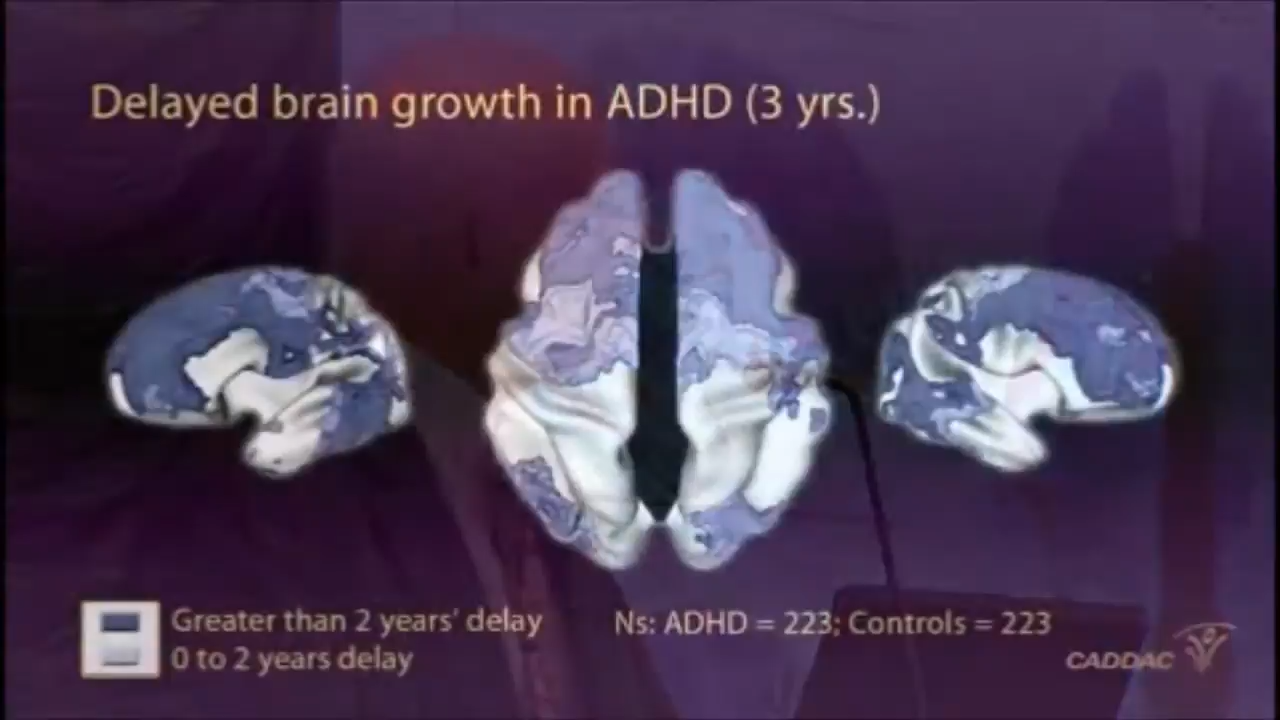 Delayed brain growth in ADHD (3 yrs.)
Greater than 2 years' delay
0 to 2 years delay
Ns: ADHD = 223; Controls = 223
CADDAC